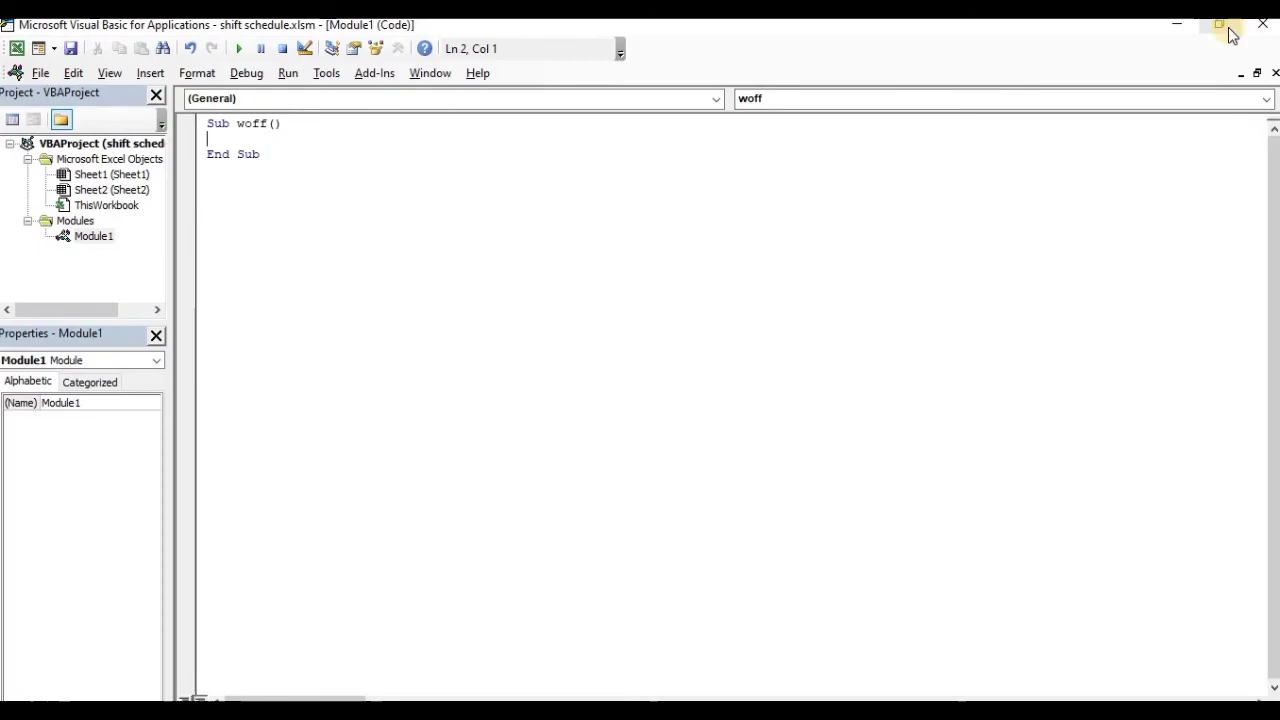 Microsoft Visual Basic for Applications - shift schedule.xlsm - [Module1 (Code)]
Ln 2, Col 1
File Edit View Insert Format Debug Run Tools Add-Ins Window Help
Project - VBAProject
(General)
woff
VBAProject (shift sched
Microsoft Excel Objects
Sheet1 (Sheet1)
Sheet2 (Sheet2)
ThisWorkbook
Modules
Module1
Sub woff()
End Sub
Properties - Module1
Module1 Module
Alphabetic Categorized
(Name) Module1